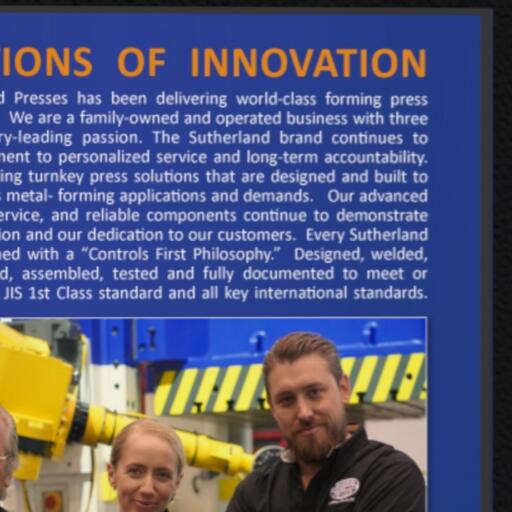 IONS OF INNOVATION
d Presses has been delivering world-class forming press
We are a family-owned and operated business with three
ry-leading passion. The Sutherland brand continues to
nent to personalized service and long-term accountability.
ing turnkey press solutions that are designed and built to
metal- forming applications and demands. Our advanced
ervice, and reliable components continue to demonstrate
ion and our dedication to our customers. Every Sutherland
ned with a “Controls First Philosophy.” Designed, welded,
d, assembled, tested and fully documented to meet or
JIS 1st Class standard and all key international standards.